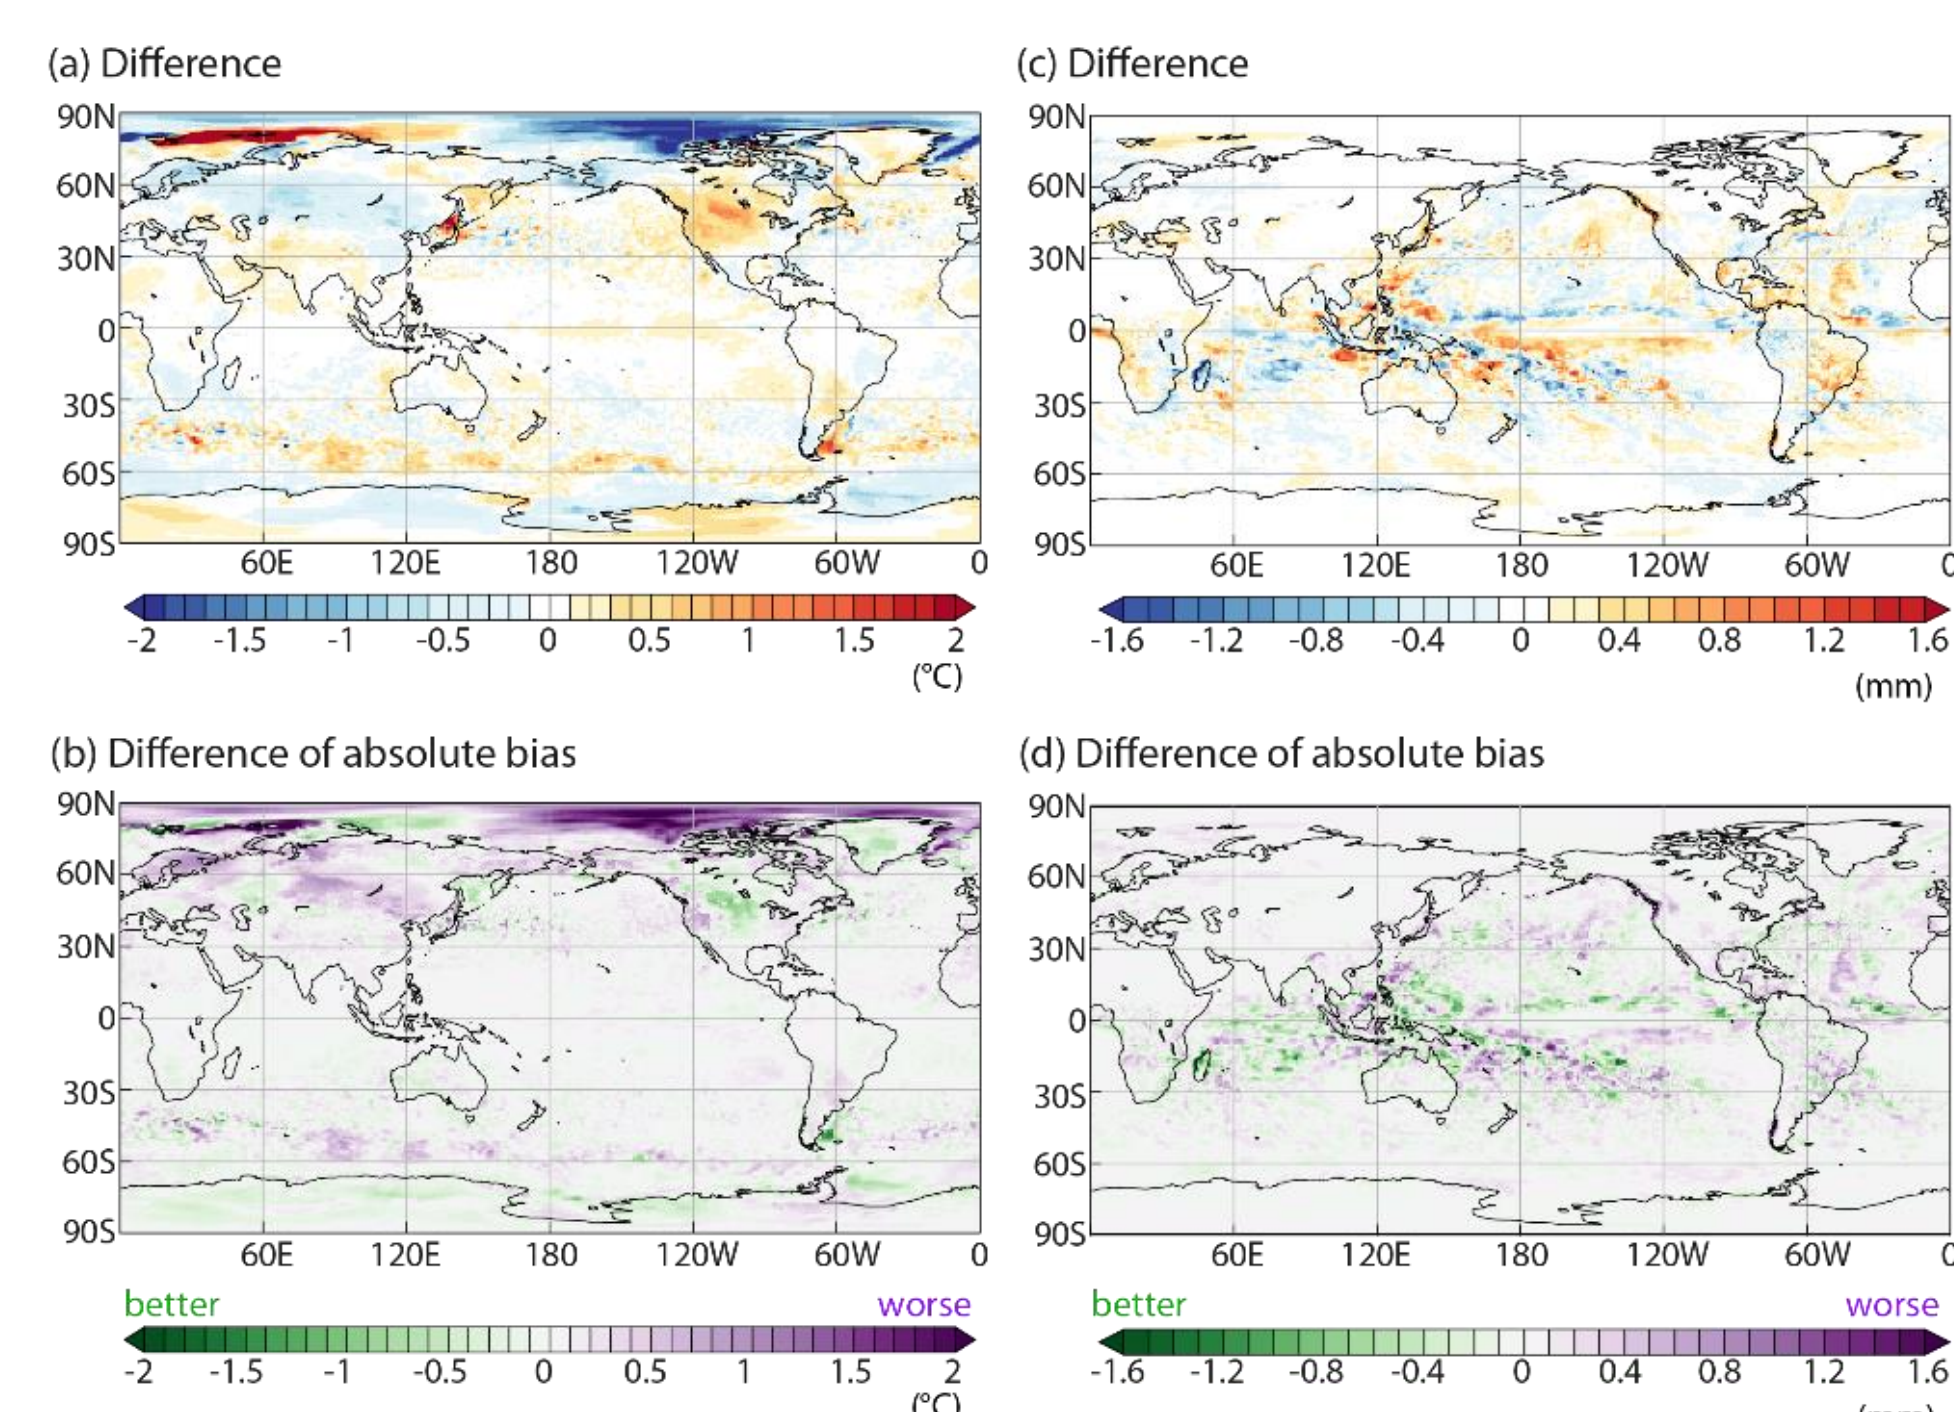 (a) Difference
90N
60N
30N
0
30S
60S
90S
60E 120E 180 120W 60W 0
-2 -1.5 -1 -0.5 0 0.5 1 1.5 2
(°C)
(c) Difference
90N
60N
30N
0
30S
60S
90S
60E 120E 180 120W 60W 0
-1.6 -1.2 -0.8 -0.4 0 0.4 0.8 1.2 1.6
(mm)
(b) Difference of absolute bias
90N
60N
30N
0
30S
60S
90S
60E 120E 180 120W 60W 0
better worse
-2 -1.5 -1 -0.5 0 0.5 1 1.5 2
(°C)
(d) Difference of absolute bias
90N
60N
30N
0
30S
60S
90S
60E 120E 180 120W 60W 0
better worse
-1.6 -1.2 -0.8 -0.4 0 0.4 0.8 1.2 1.6